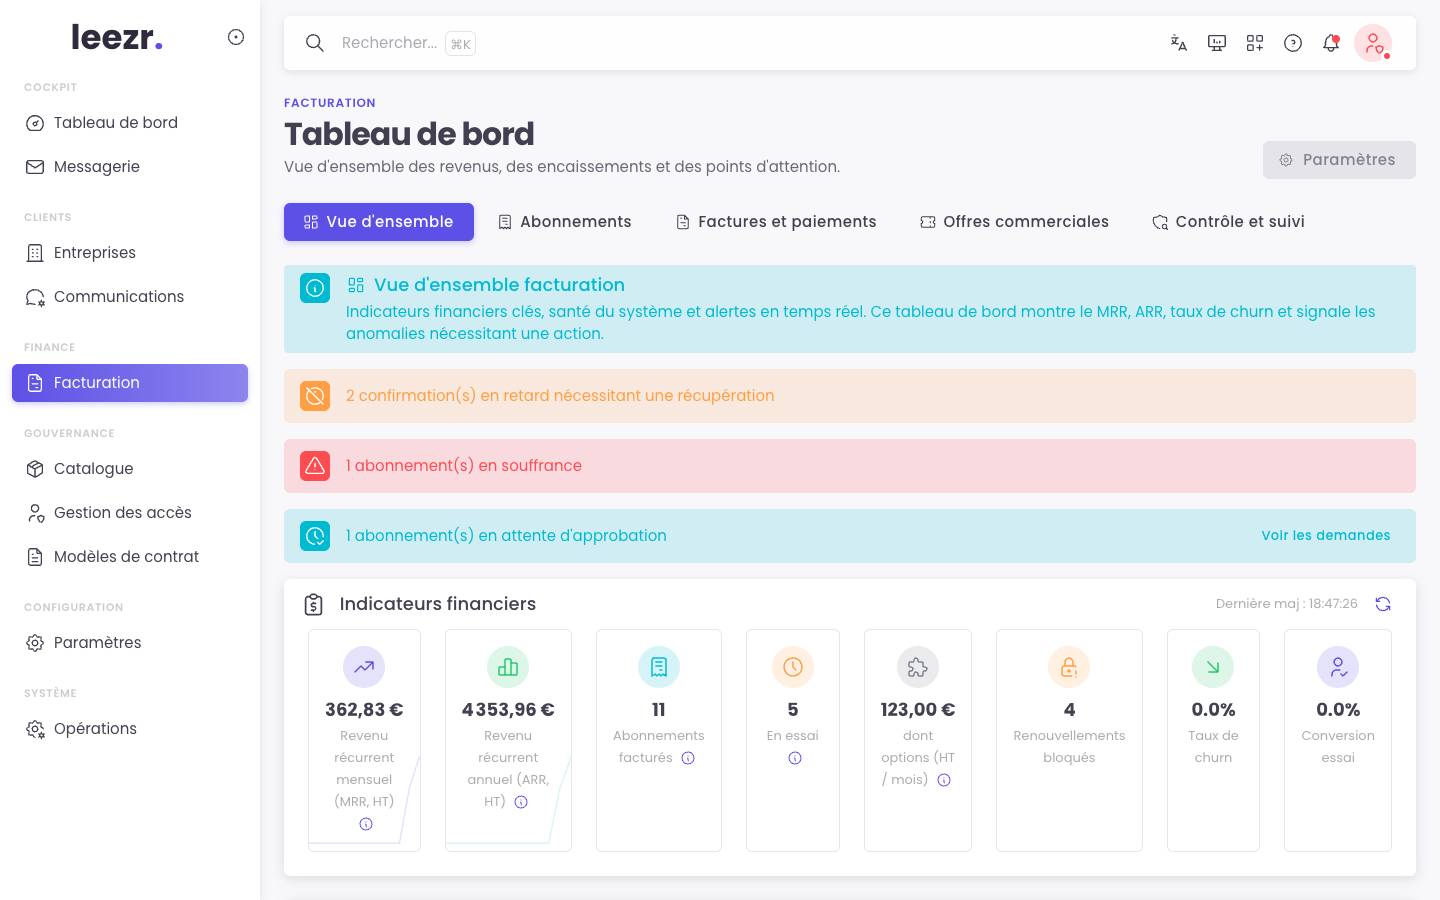 leezr.
COCKPIT
Tableau de bord
Messagerie
CLIENTS
Entreprises
Communications
FINANCE
Facturation
GOUVERNANCE
Catalogue
Gestion des accès
Modèles de contrat
CONFIGURATION
Paramètres
SYSTÈME
Opérations
Rechercher... ⌘K
FACTURATION
Tableau de bord
Vue d'ensemble des revenus, des encaissements et des points d'attention.
Paramètres
Vue d'ensemble
Abonnements
Factures et paiements
Offres commerciales
Contrôle et suivi
Vue d'ensemble facturation
Indicateurs financiers clés, santé du système et alertes en temps réel. Ce tableau de bord montre le MRR, ARR, taux de churn et signale les
anomalies nécessitant une action.
2 confirmation(s) en retard nécessitant une récupération
1 abonnement(s) en souffrance
1 abonnement(s) en attente d'approbation
Voir les demandes
Indicateurs financiers
Dernière maj : 18:47:26
362,83 €
Revenu
récurrent
mensuel
(MRR, HT)
4 353,96 €
Revenu
récurrent
annuel (ARR,
HT)
11
Abonnements
facturés
5
En essai
123,00 €
dont
options (HT
/ mois)
4
Renouvellements
bloqués
0.0%
Taux de
churn
0.0%
Conversion
essai